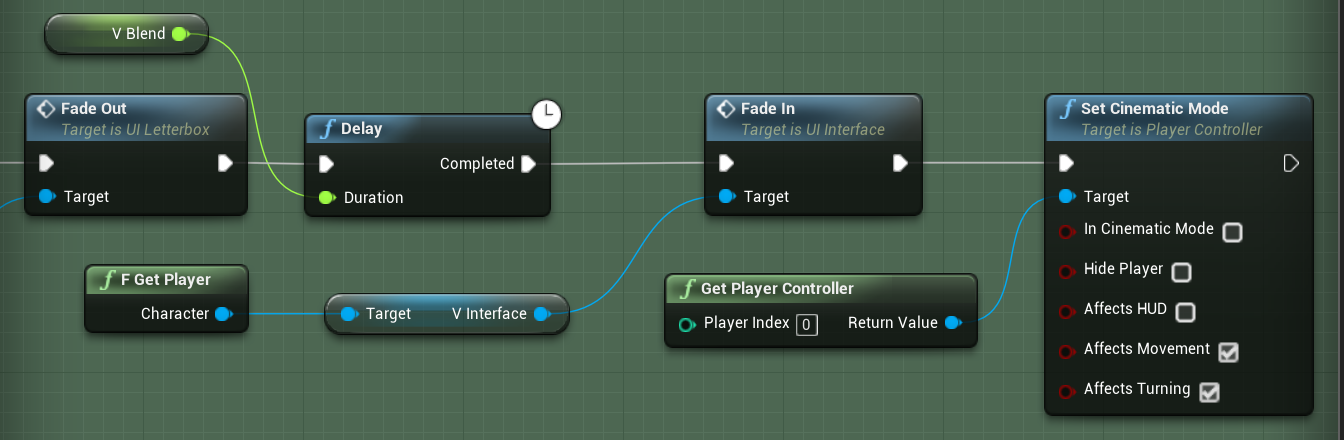 V Blend
Fade Out
Target is UI Letterbox
Target
f Delay
Completed
Duration
Fade In
Target is UI Interface
Target
f Set Cinematic Mode
Target is Player Controller
Target
In Cinematic Mode
Hide Player
Affects HUD
Affects Movement
Affects Turning
f F Get Player
Character
Target V Interface
f Get Player Controller
Player Index 0 Return Value